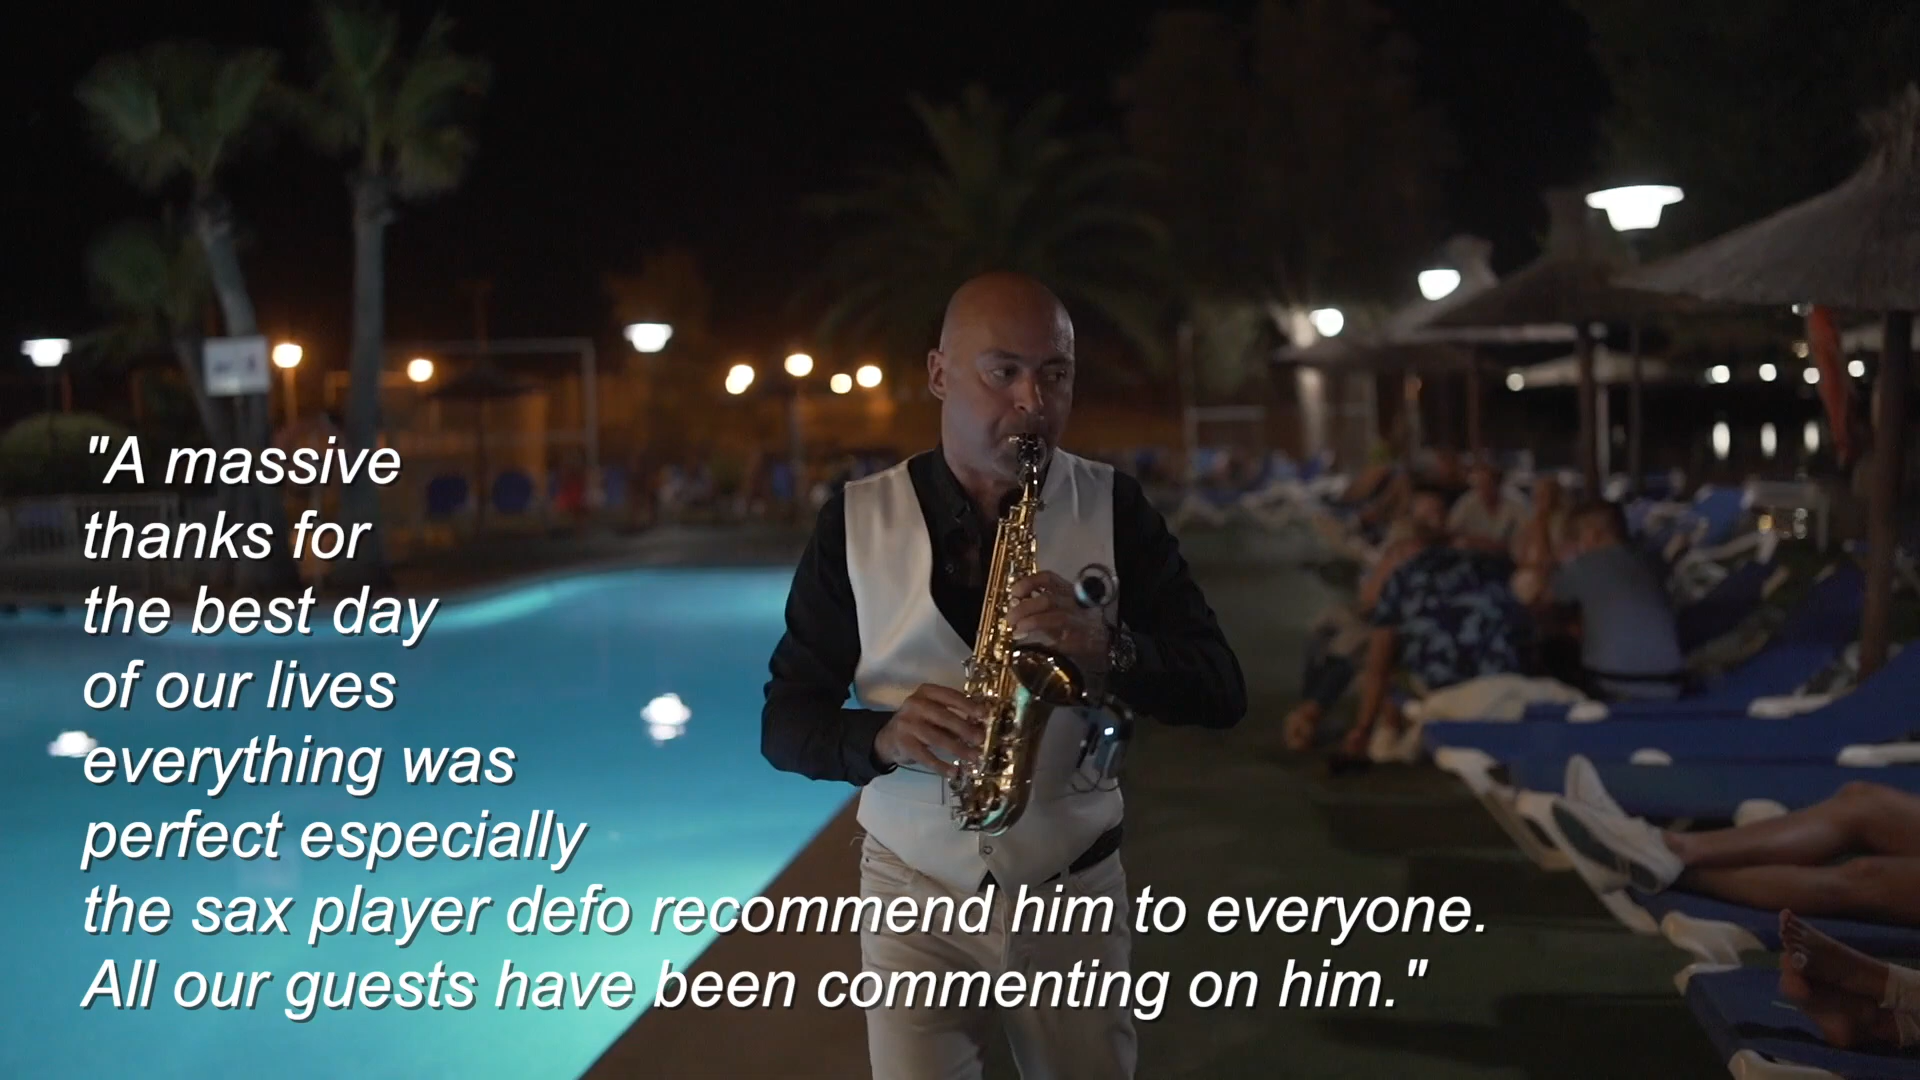 "A massive
thanks for
the best day
of our lives
everything was
perfect especially
the sax player defo recommend him to everyone.
All our guests have been commenting on him."